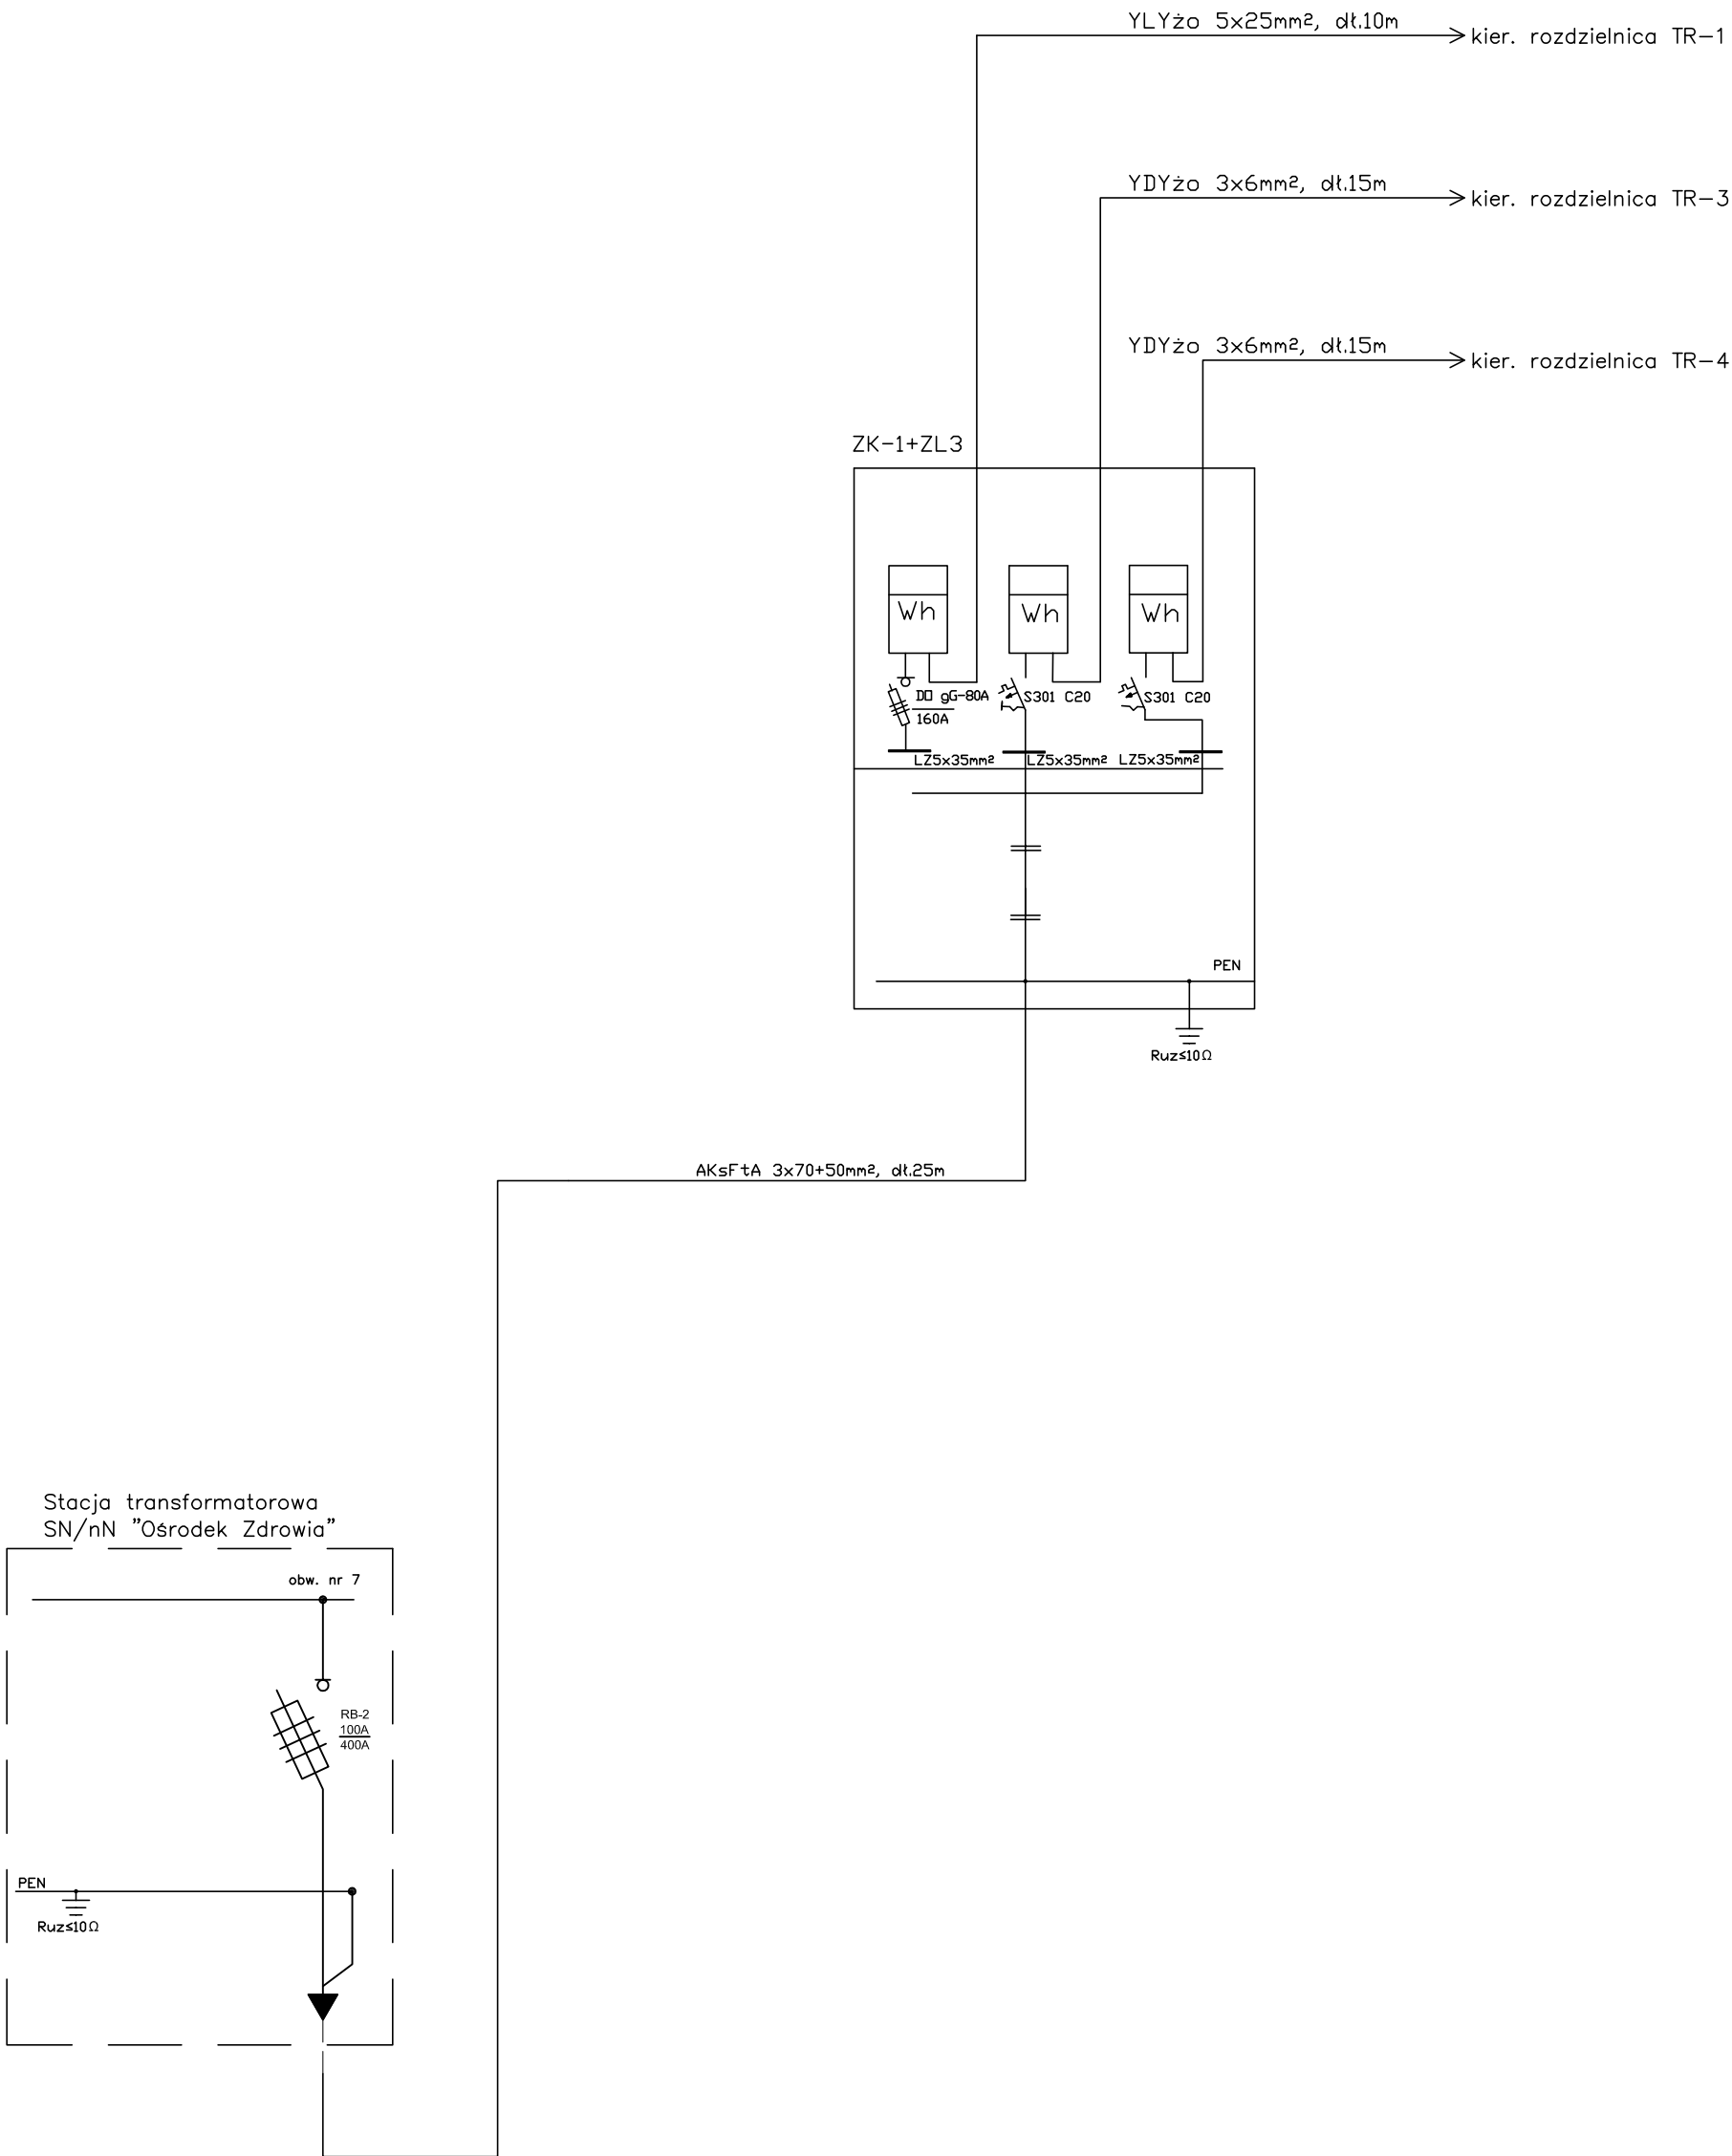 YLYżo 5x25mm², dł.10m
kier. rozdzielnica TR-1
YDYżo 3x6mm², dł.15m
kier. rozdzielnica TR-3
YDYżo 3x6mm², dł.15m
kier. rozdzielnica TR-4
ZK-1+ZL3
Wh
Wh
Wh
DO gG-80A
160A
S301 C20
S301 C20
LZ5x35mm²
LZ5x35mm²
LZ5x35mm²
PEN
Ruz≤10Ω
AKsFtA 3x70+50mm², dł.25m
Stacja transformatorowa
SN/nN "Ośrodek Zdrowia"
obw. nr 7
RB-2
100A
400A
PEN
Ruz≤10Ω